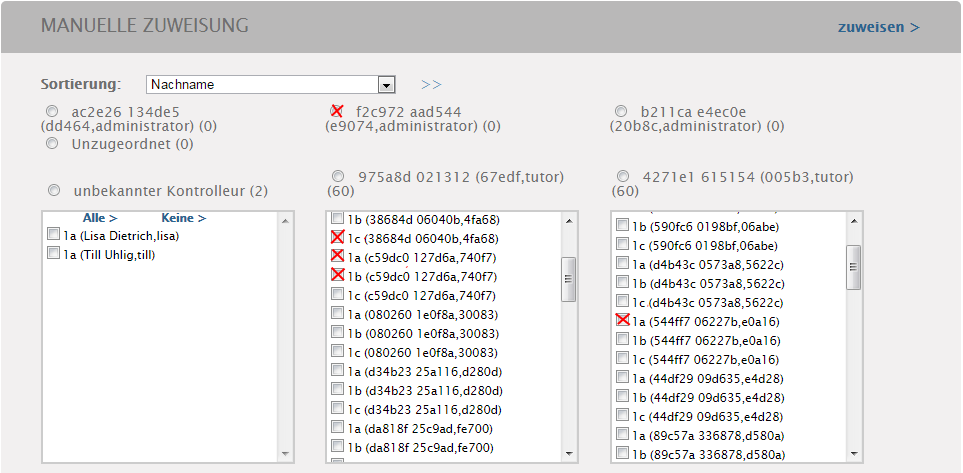 MANUELLE ZUWEISUNG
zuweisen >
Sortierung: Nachname >>
ac2e26 134de5
(dd464,administrator) (0)
Unzugeordnet (0)
f2c972 aad544
(e9074,administrator) (0)
b211ca e4ec0e
(20b8c,administrator) (0)
unbekannter Kontrolleur (2)
975a8d 021312 (67edf,tutor)
(60)
4271e1 615154 (005b3,tutor)
(60)
Alle > Keine >
1a (Lisa Dietrich,lisa)
1a (Till Uhlig,till)
1b (38684d 06040b,4fa68)
1c (38684d 06040b,4fa68)
1a (c59dc0 127d6a,740f7)
1b (c59dc0 127d6a,740f7)
1c (c59dc0 127d6a,740f7)
1a (080260 1e0f8a,30083)
1b (080260 1e0f8a,30083)
1c (080260 1e0f8a,30083)
1a (d34b23 25a116,d280d)
1b (d34b23 25a116,d280d)
1c (d34b23 25a116,d280d)
1a (da818f 25c9ad,fe700)
1b (da818f 25c9ad,fe700)
1b (590fc6 0198bf,06abe)
1c (590fc6 0198bf,06abe)
1a (d4b43c 0573a8,5622c)
1b (d4b43c 0573a8,5622c)
1c (d4b43c 0573a8,5622c)
1a (544ff7 06227b,e0a16)
1b (544ff7 06227b,e0a16)
1c (544ff7 06227b,e0a16)
1a (44df29 09d635,e4d28)
1b (44df29 09d635,e4d28)
1c (44df29 09d635,e4d28)
1a (89c57a 336878,d580a)
1b (89c57a 336878,d580a)